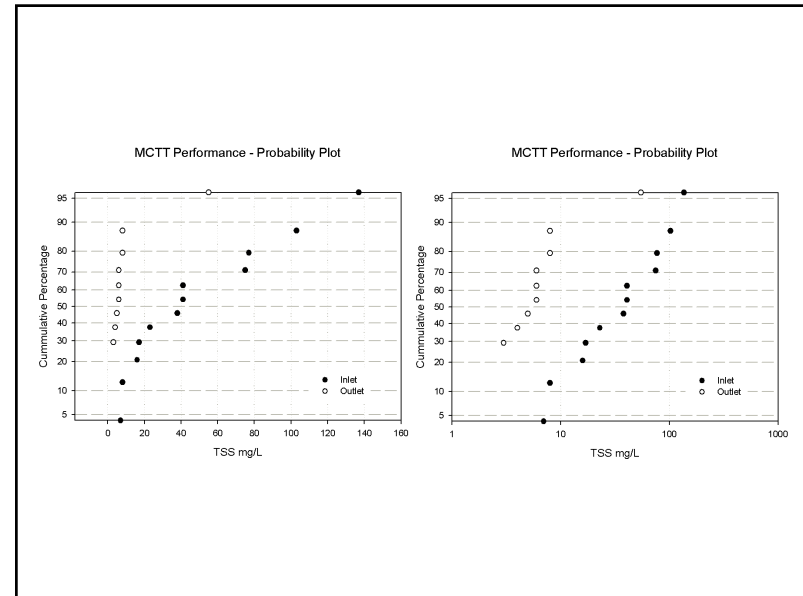 MCTT Performance - Probability Plot
Cummulative Percentage
95
90
80
70
60
50
40
30
20
10
5
Inlet
Outlet
0 20 40 60 80 100 120 140 160
TSS mg/L
MCTT Performance - Probability Plot
Cummulative Percentage
95
90
80
70
60
50
40
30
20
10
5
Inlet
Outlet
1 10 100 1000
TSS mg/L